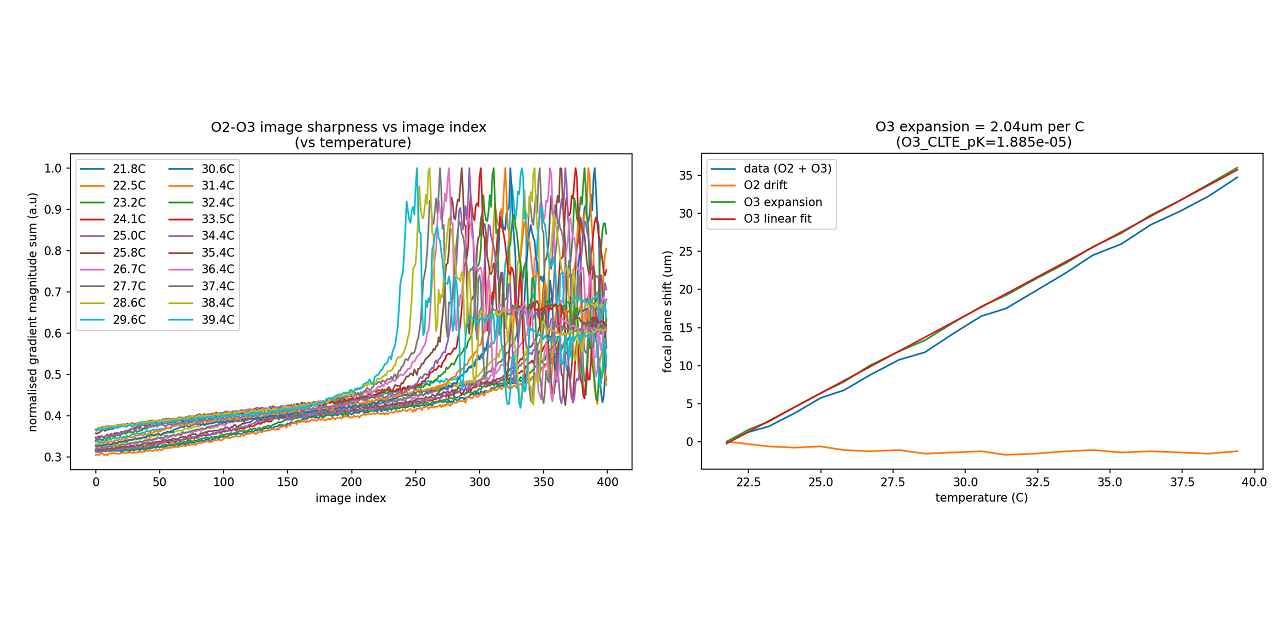 O2-O3 image sharpness vs image index
(vs temperature)
normalised gradient magnitude sum (a.u)
1.0
0.9
0.8
0.7
0.6
0.5
0.4
0.3
21.8C
22.5C
23.2C
24.1C
25.0C
25.8C
26.7C
27.7C
28.6C
29.6C
30.6C
31.4C
32.4C
33.5C
34.4C
35.4C
36.4C
37.4C
38.4C
39.4C
0 50 100 150 200 250 300 350 400
image index
O3 expansion = 2.04um per C
(O3_CLTE_pK=1.885e-05)
focal plane shift (um)
35
30
25
20
15
10
5
0
data (O2 + O3)
O2 drift
O3 expansion
O3 linear fit
22.5 25.0 27.5 30.0 32.5 35.0 37.5 40.0
temperature (C)